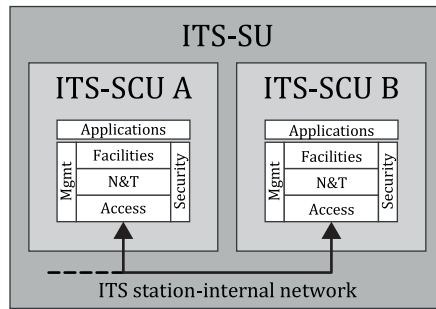 ITS-SU
ITS-SCU A
Applications
Mgmt
Facilities
N&T
Access
Security
ITS-SCU B
Applications
Mgmt
Facilities
N&T
Access
Security
ITS station-internal network